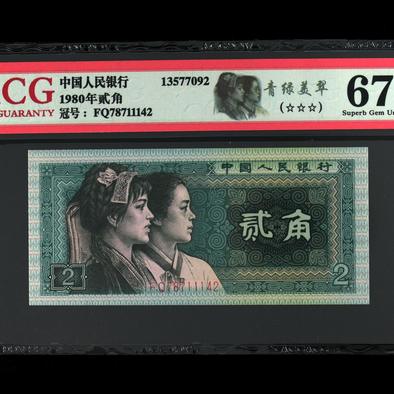 CG
GUARANTY
中国人民银行
1980年贰角
冠号：FQ78711142
13577092
青绿美翠
(☆☆☆)
67
Superb Gem Un
中国人民银行
贰角
2
FQ78711142
2